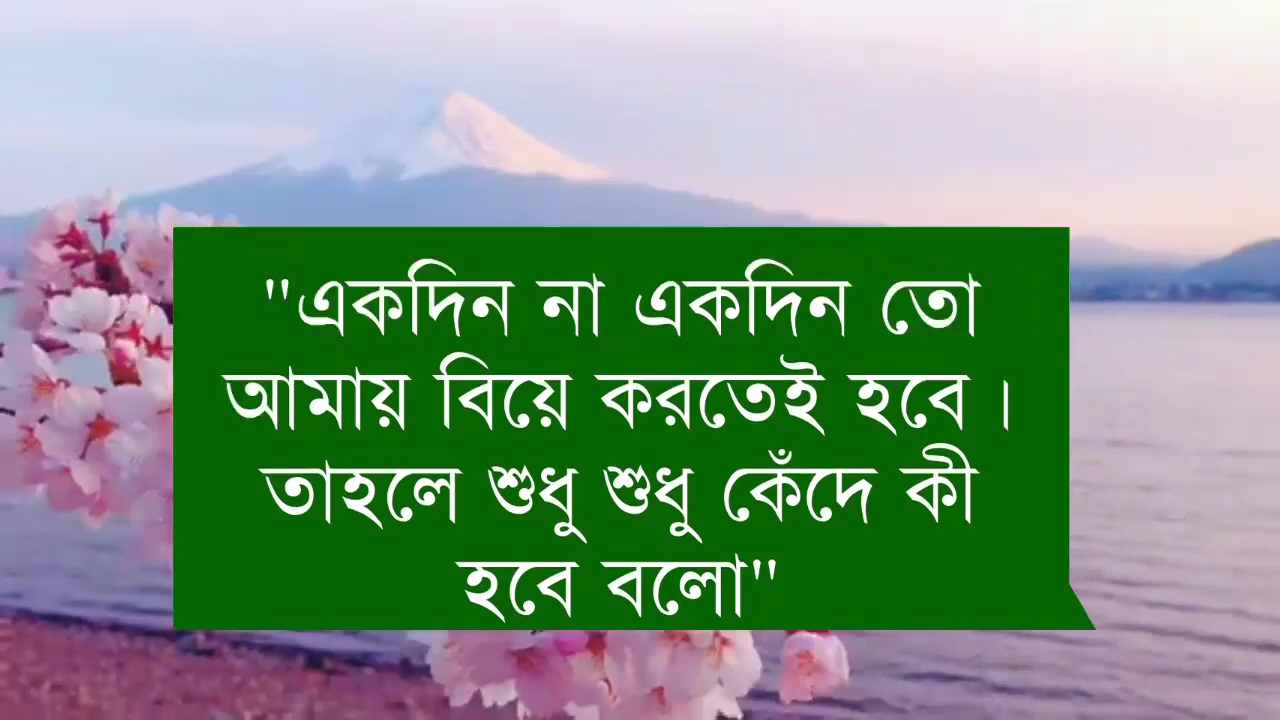 "একদিন না একদিন তো
আমায় বিয়ে করতেই হবে ।
তাহলে শুধু শুধু কেঁদে কী
হবে বলো"